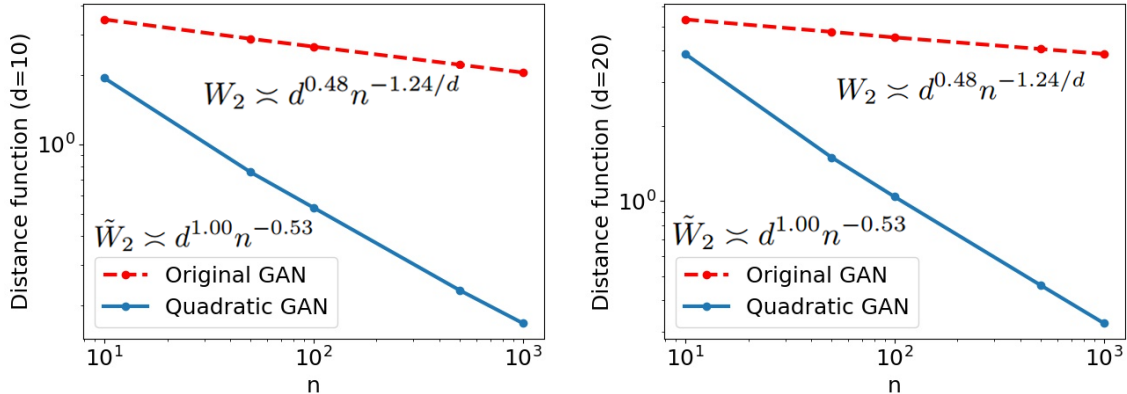 Distance function (d=10)
10⁰
W₂ ≍ d^{0.48}n^{−1.24/d}
W̃₂ ≍ d^{1.00}n^{−0.53}
Original GAN
Quadratic GAN
10¹ 10² 10³
n
Distance function (d=20)
10⁰
W₂ ≍ d^{0.48}n^{−1.24/d}
W̃₂ ≍ d^{1.00}n^{−0.53}
Original GAN
Quadratic GAN
10¹ 10² 10³
n